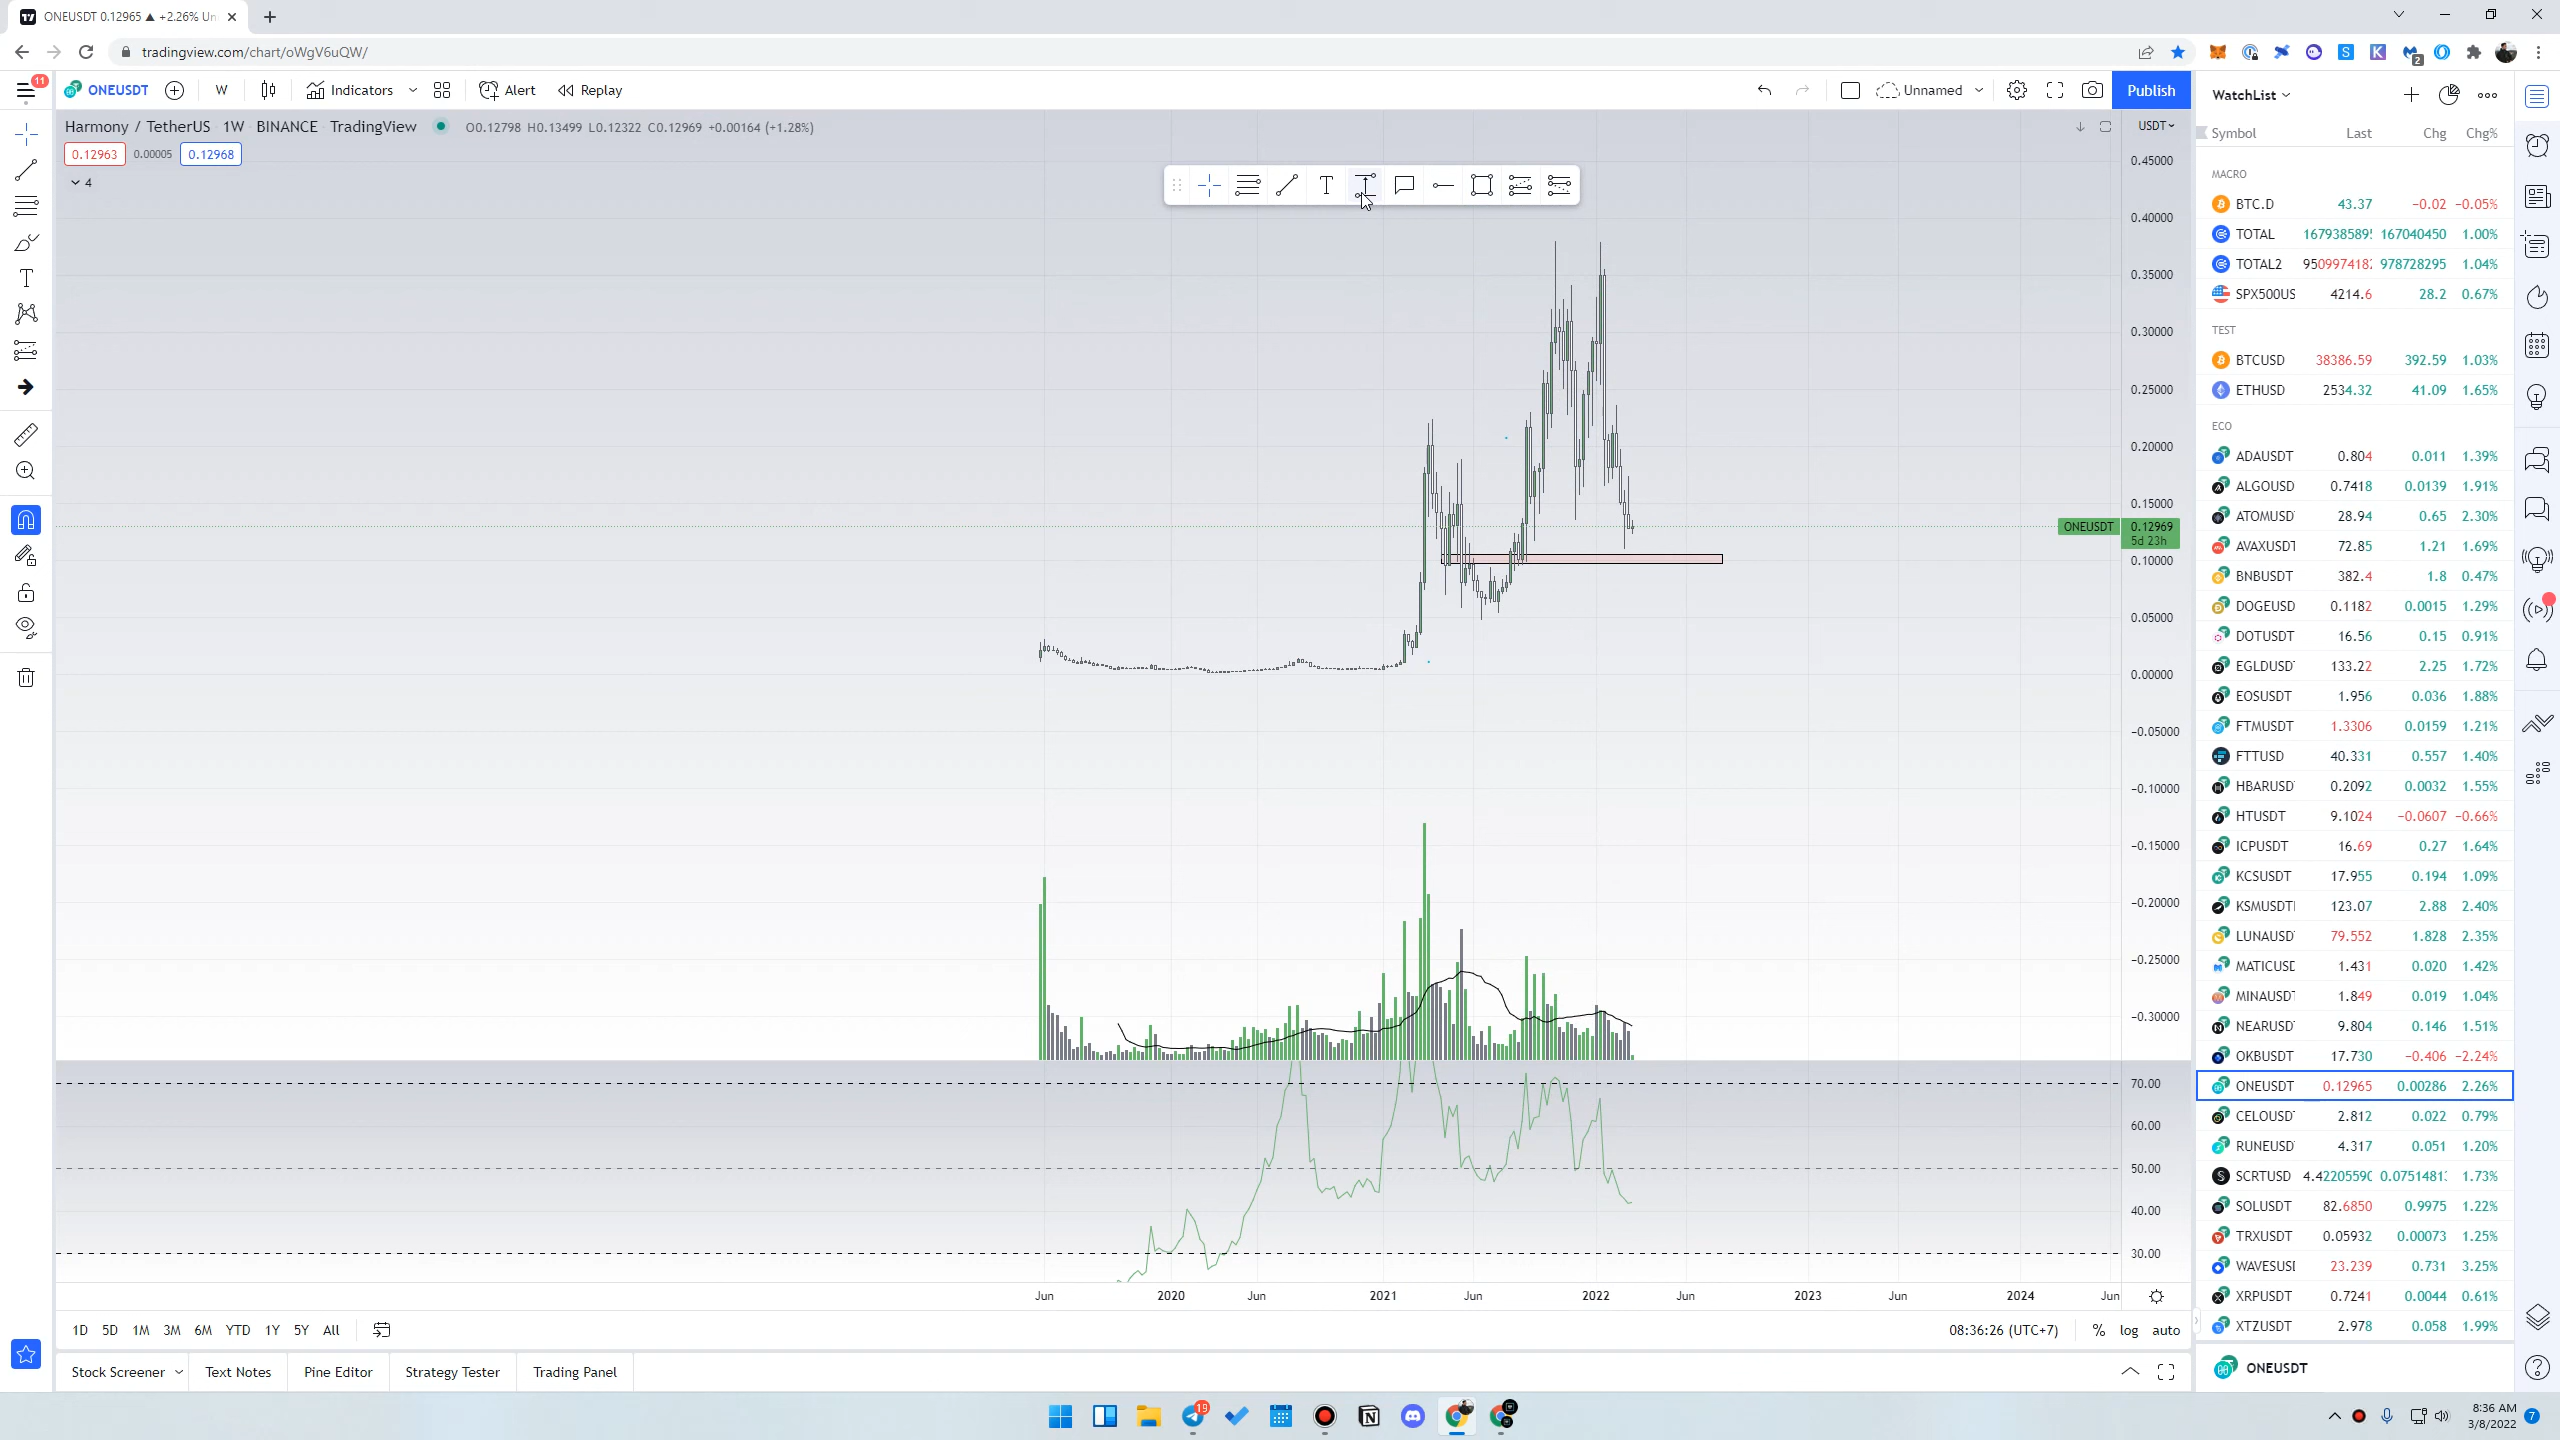 ONEUSDT 0.12965 ▲ +2.26% Un
tradingview.com/chart/oWgV6uQW/
2
11
ONEUSDT W Indicators Alert Replay Unnamed Publish
Harmony / TetherUS 1W BINANCE TradingView O0.12798 H0.13499 L0.12322 C0.12969 +0.00164 (+1.28%)
0.12963 0.00005 0.12968
4
USDT
0.45000
0.40000
0.35000
0.30000
0.25000
0.20000
0.15000
ONEUSDT 0.12969
5d 23h
0.10000
0.05000
0.00000
−0.05000
−0.10000
−0.15000
−0.20000
−0.25000
−0.30000
70.00
60.00
50.00
40.00
30.00
Jun 2020 Jun 2021 Jun 2022 Jun 2023 Jun 2024 Jun
1D 5D 1M 3M 6M YTD 1Y 5Y All
08:36:26 (UTC+7) % log auto
Stock Screener Text Notes Pine Editor Strategy Tester Trading Panel
WatchList
Symbol Last Chg Chg%
MACRO
BTC.D 43.37 −0.02 −0.05%
TOTAL 1679385895 167040450 1.00%
TOTAL2 950997418 978728295 1.04%
SPX500US 4214.6 28.2 0.67%
TEST
BTCUSD 38386.59 392.59 1.03%
ETHUSD 2534.32 41.09 1.65%
ECO
ADAUSDT 0.804 0.011 1.39%
ALGOUSD 0.7418 0.0139 1.91%
ATOMUSD 28.94 0.65 2.30%
AVAXUSDT 72.85 1.21 1.69%
BNBUSDT 382.4 1.8 0.47%
DOGEUSD 0.1182 0.0015 1.29%
DOTUSDT 16.56 0.15 0.91%
EGLDUSD 133.22 2.25 1.72%
EOSUSDT 1.956 0.036 1.88%
FTMUSDT 1.3306 0.0159 1.21%
FTTUSD 40.331 0.557 1.40%
HBARUSD 0.2092 0.0032 1.55%
HTUSDT 9.1024 −0.0607 −0.66%
ICPUSDT 16.69 0.27 1.64%
KCSUSDT 17.955 0.194 1.09%
KSMUSDT 123.07 2.88 2.40%
LUNAUSD 79.552 1.828 2.35%
MATICUSD 1.431 0.020 1.42%
MINAUSDT 1.849 0.019 1.04%
NEARUSD 9.804 0.146 1.51%
OKBUSDT 17.730 −0.406 −2.24%
ONEUSDT 0.12965 0.00286 2.26%
CELOUSD 2.812 0.022 0.79%
RUNEUSD 4.317 0.051 1.20%
SCRTUSD 4.4220559 0.0751481 1.73%
SOLUSDT 82.6850 0.9975 1.22%
TRXUSDT 0.05932 0.00073 1.25%
WAVESUS 23.239 0.731 3.25%
XRPUSDT 0.7241 0.0044 0.61%
XTZUSDT 2.978 0.058 1.99%
ONEUSDT
19
8:36 AM
3/8/2022
7